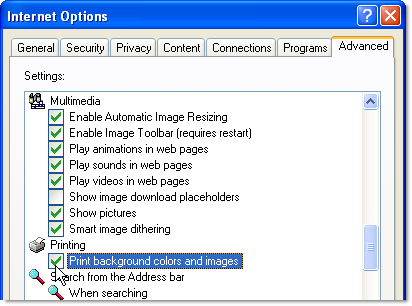 Internet Options
General
Security
Privacy
Content
Connections
Programs
Advanced
Settings:
Multimedia
Enable Automatic Image Resizing
Enable Image Toolbar (requires restart)
Play animations in web pages
Play sounds in web pages
Play videos in web pages
Show image download placeholders
Show pictures
Smart image dithering
Printing
Print background colors and images
Search from the Address bar
When searching